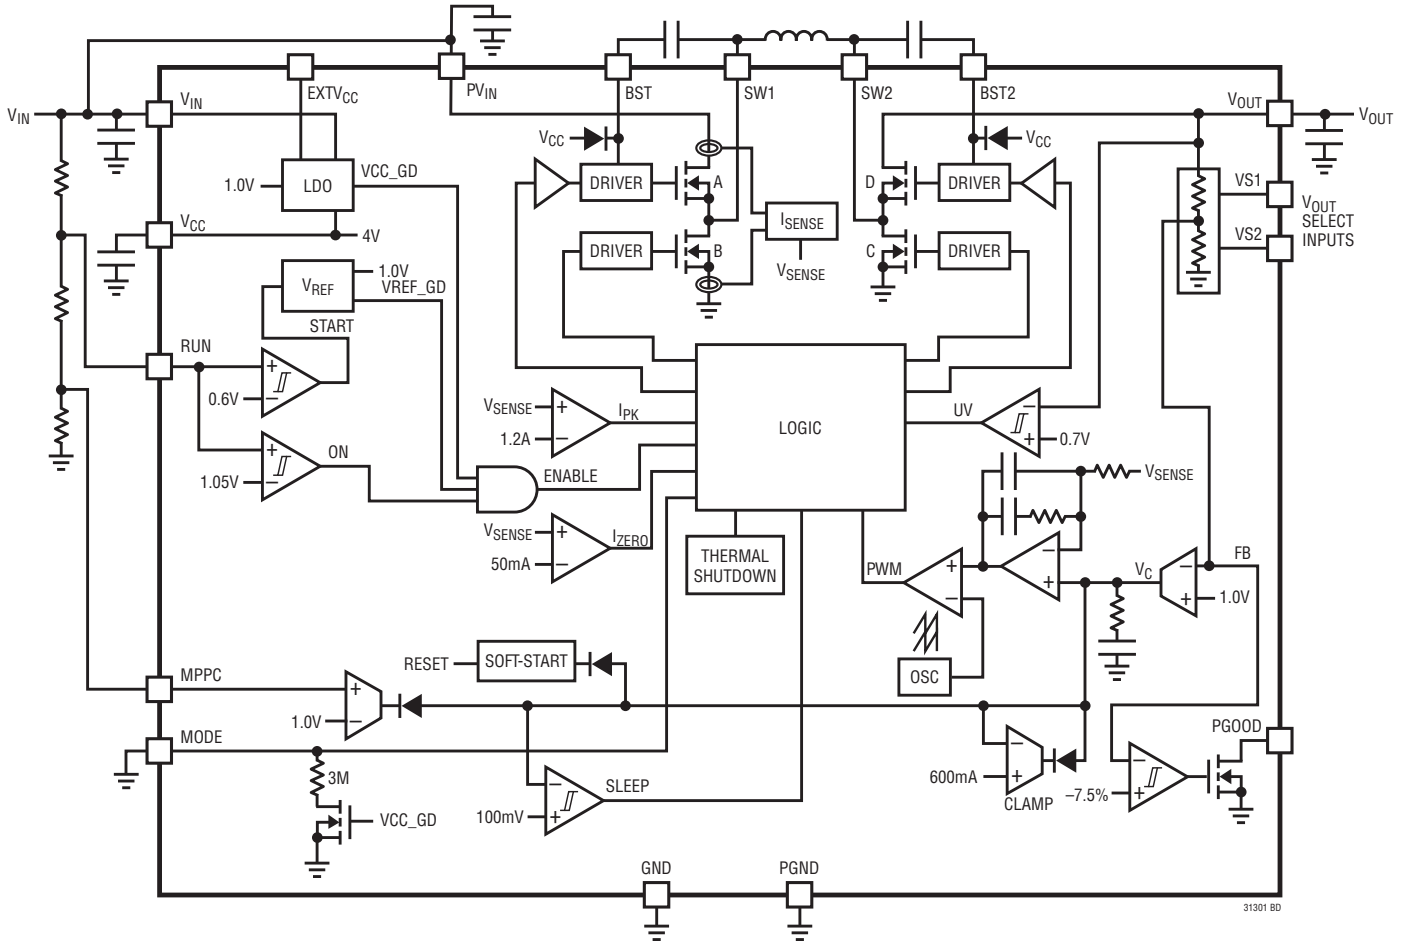 EXTVCC
PVIN
BST
SW1
SW2
BST2
VIN
VIN
VOUT
VOUT
VCC
VCC
1.0V
LDO
VCC_GD
DRIVER
A
D
DRIVER
VS1
VOUT
SELECT
INPUTS
VS2
ISENSE
VSENSE
VCC
4V
DRIVER
B
C
DRIVER
VREF
1.0V
VREF_GD
START
RUN
+
–
0.6V
+
–
1.05V
ON
VSENSE
+
1.2A
–
IPK
LOGIC
UV
–
+
0.7V
ENABLE
VSENSE
VSENSE
+
50mA
–
IZERO
THERMAL
SHUTDOWN
PWM
+
–
–
+
VC
–
+
FB
1.0V
OSC
RESET
SOFT-START
MPPC
+
1.0V
–
MODE
3M
VCC_GD
–
100mV
+
SLEEP
–
600mA
+
CLAMP
–
–7.5%
+
PGOOD
GND
PGND
31301 BD